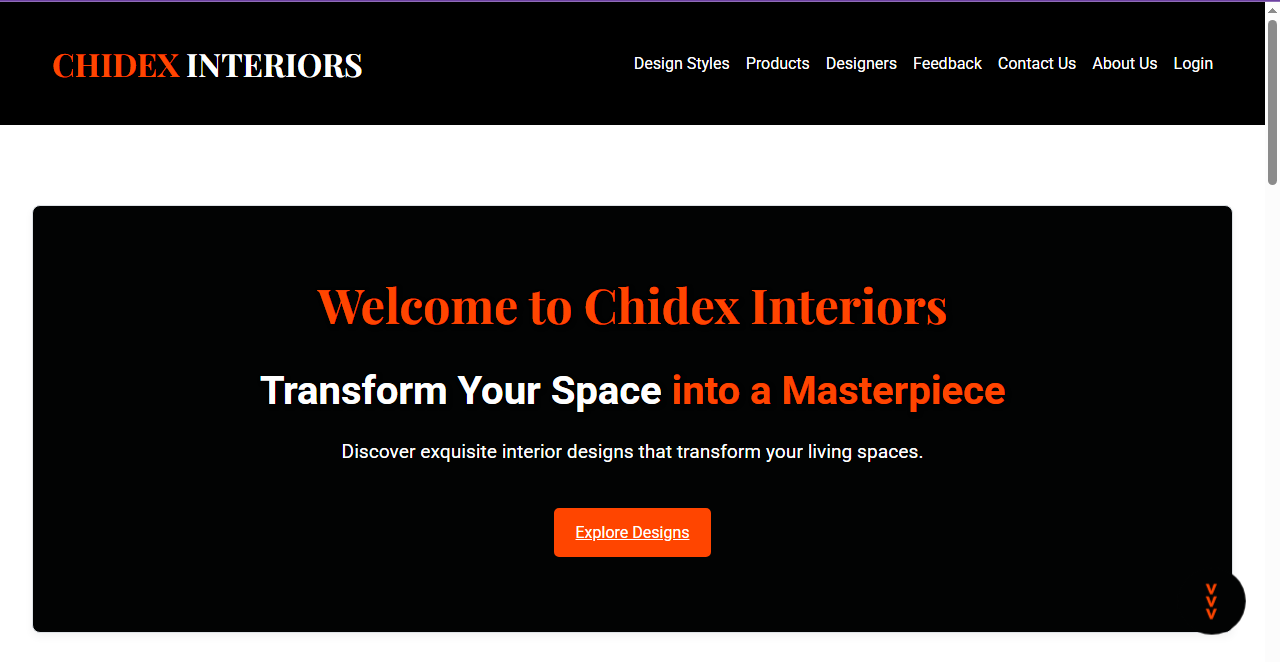 CHIDEX INTERIORS
Design Styles Products Designers Feedback Contact Us About Us Login
Welcome to Chidex Interiors
Transform Your Space into a Masterpiece
Discover exquisite interior designs that transform your living spaces.
Explore Designs